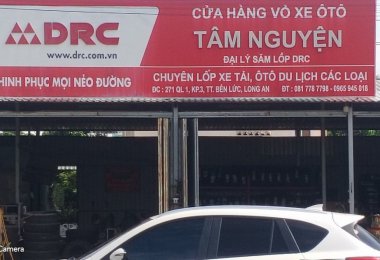 DRC
www.drc.com.vn
CHINH PHỤC MỌI NẺO ĐƯỜNG
CỬA HÀNG VỎ XE ÔTÔ
TÂM NGUYỆN
ĐẠI LÝ SĂM LỐP DRC
CHUYÊN LỐP XE TẢI, ÔTÔ DU LỊCH CÁC LOẠI
ĐC : 271 QL 1, KP.3, TT. BẾN LỨC, LONG AN ĐT : 081 778 7798 - 0965 945 018
Camera